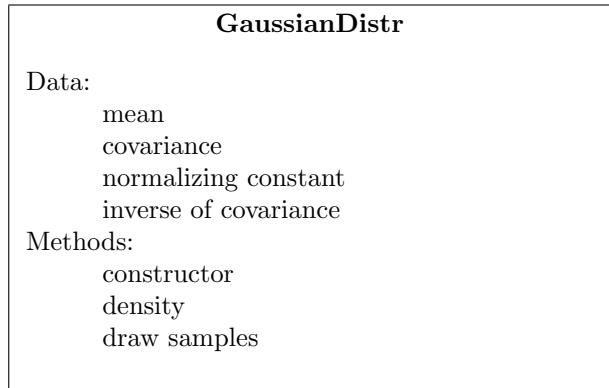 GaussianDistr
Data:
mean
covariance
normalizing constant
inverse of covariance
Methods:
constructor
density
draw samples